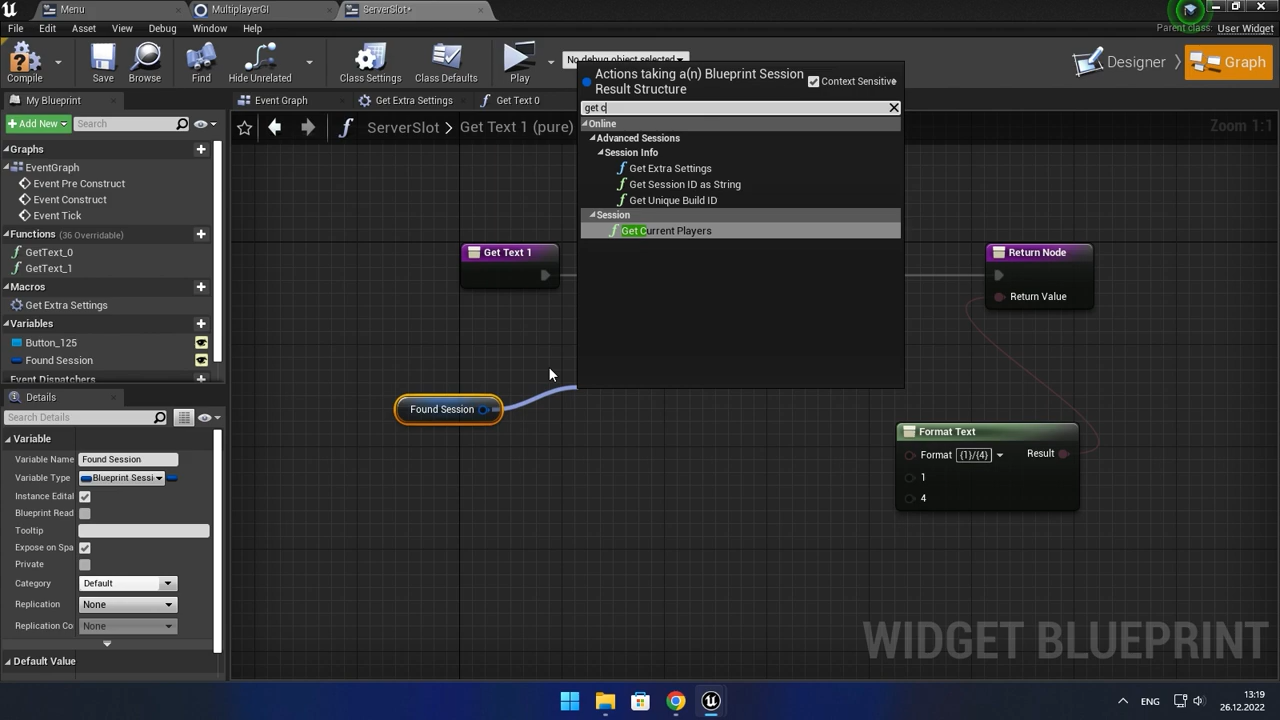 Menu
MultiplayerGI
ServerSlot*
File
Edit
Asset
View
Debug
Window
Help
Parent class:
User Widget
Compile
Save
Browse
Find
Hide Unrelated
Class Settings
Class Defaults
Play
No debug object selected
Designer
Graph
My Blueprint
Add New
Search
Graphs
EventGraph
Event Pre Construct
Event Construct
Event Tick
Functions (36 Overridable)
GetText_0
GetText_1
Macros
Get Extra Settings
Variables
Button_125
Found Session
Event Dispatchers
Details
Search Details
Variable
Variable Name Found Session
Variable Type Blueprint Sessi
Instance Edital
Blueprint Read
Tooltip
Expose on Spa
Private
Category Default
Replication None
Replication Co None
Default Value
Event Graph
Get Extra Settings
Get Text 0
ServerSlot > Get Text 1 (pure)
Zoom 1:1
Actions taking a(n) Blueprint Session
Result Structure
Context Sensitive
get c
Online
Advanced Sessions
Session Info
Get Extra Settings
Get Session ID as String
Get Unique Build ID
Session
Get Current Players
Get Text 1
Return Node
Return Value
Found Session
Format Text
Format {1}/{4}
Result
1
4
WIDGET BLUEPRINT
ENG
13:19
26.12.2022